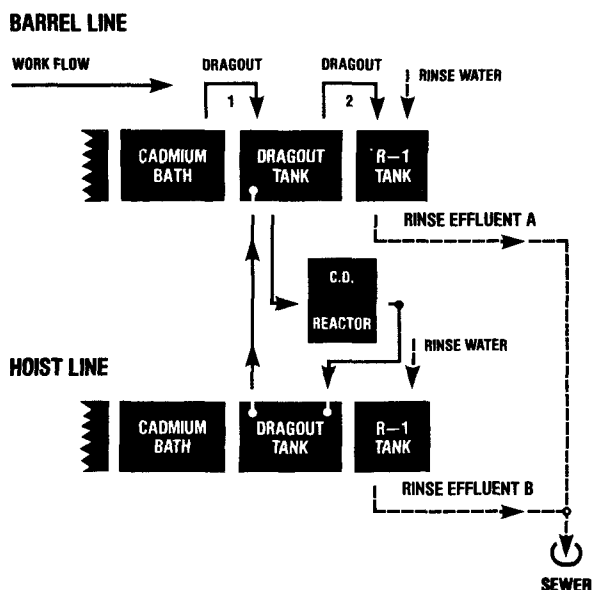 BARREL LINE
WORK FLOW
DRAGOUT
DRAGOUT
1
2
RINSE WATER
CADMIUM
BATH
DRAGOUT
TANK
R-1
TANK
RINSE EFFLUENT A
C.D.
REACTOR
RINSE WATER
HOIST LINE
CADMIUM
BATH
DRAGOUT
TANK
R-1
TANK
RINSE EFFLUENT B
SEWER